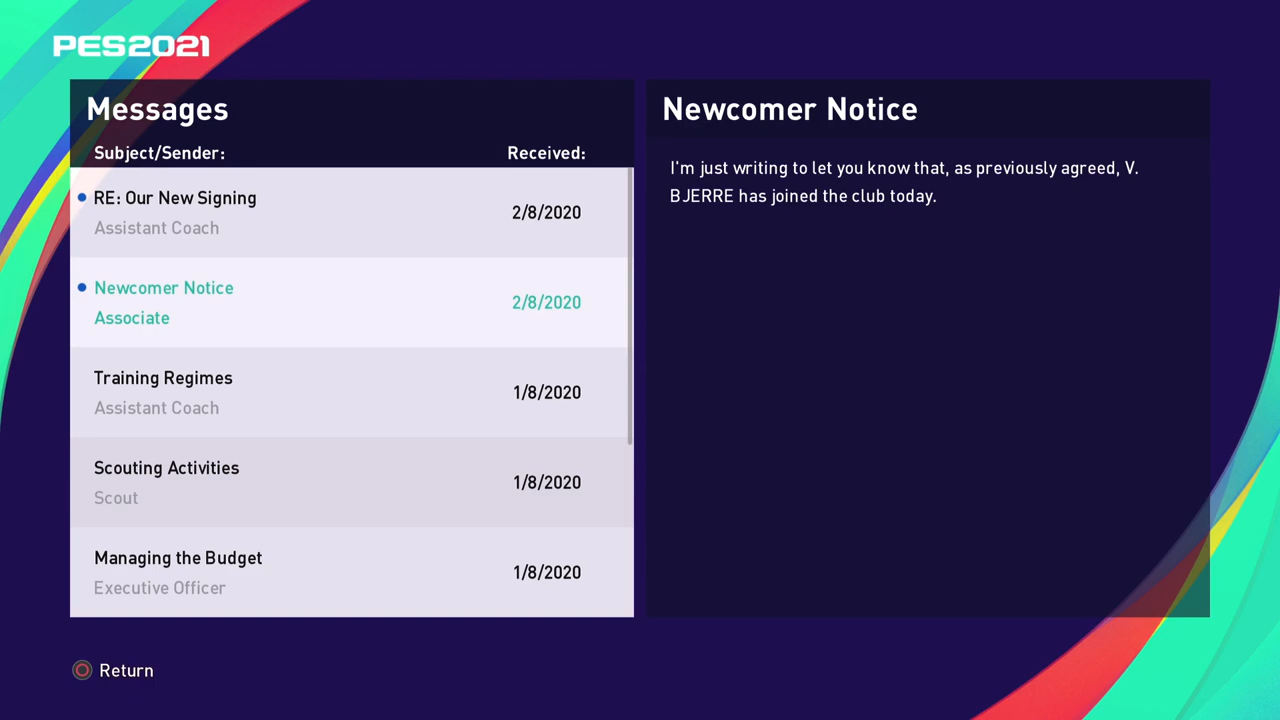 PES2021
Messages
Subject/Sender:
Received:
RE: Our New Signing
Assistant Coach
2/8/2020
Newcomer Notice
Associate
2/8/2020
Training Regimes
Assistant Coach
1/8/2020
Scouting Activities
Scout
1/8/2020
Managing the Budget
Executive Officer
1/8/2020
Newcomer Notice
I'm just writing to let you know that, as previously agreed, V.
BJERRE has joined the club today.
Return